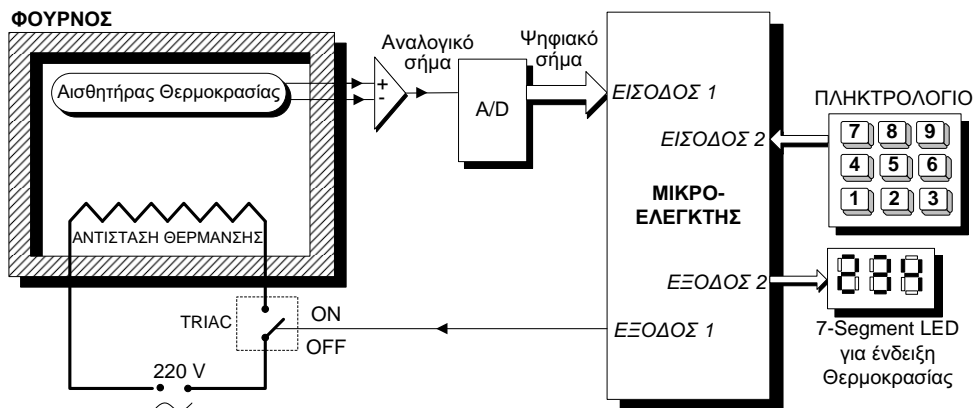 ΦΟΥΡΝΟΣ
Αισθητήρας Θερμοκρασίας
+
-
Αναλογικό
σήμα
A/D
Ψηφιακό
σήμα
ΕΙΣΟΔΟΣ 1
ΕΙΣΟΔΟΣ 2
ΜΙΚΡΟ-
ΕΛΕΓΚΤΗΣ
ΕΞΟΔΟΣ 2
ΕΞΟΔΟΣ 1
ΠΛΗΚΤΡΟΛΟΓΙΟ
7 8 9
4 5 6
1 2 3
7-Segment LED
για ένδειξη
Θερμοκρασίας
ΑΝΤΙΣΤΑΣΗ ΘΕΡΜΑΝΣΗΣ
TRIAC
ON
OFF
220 V